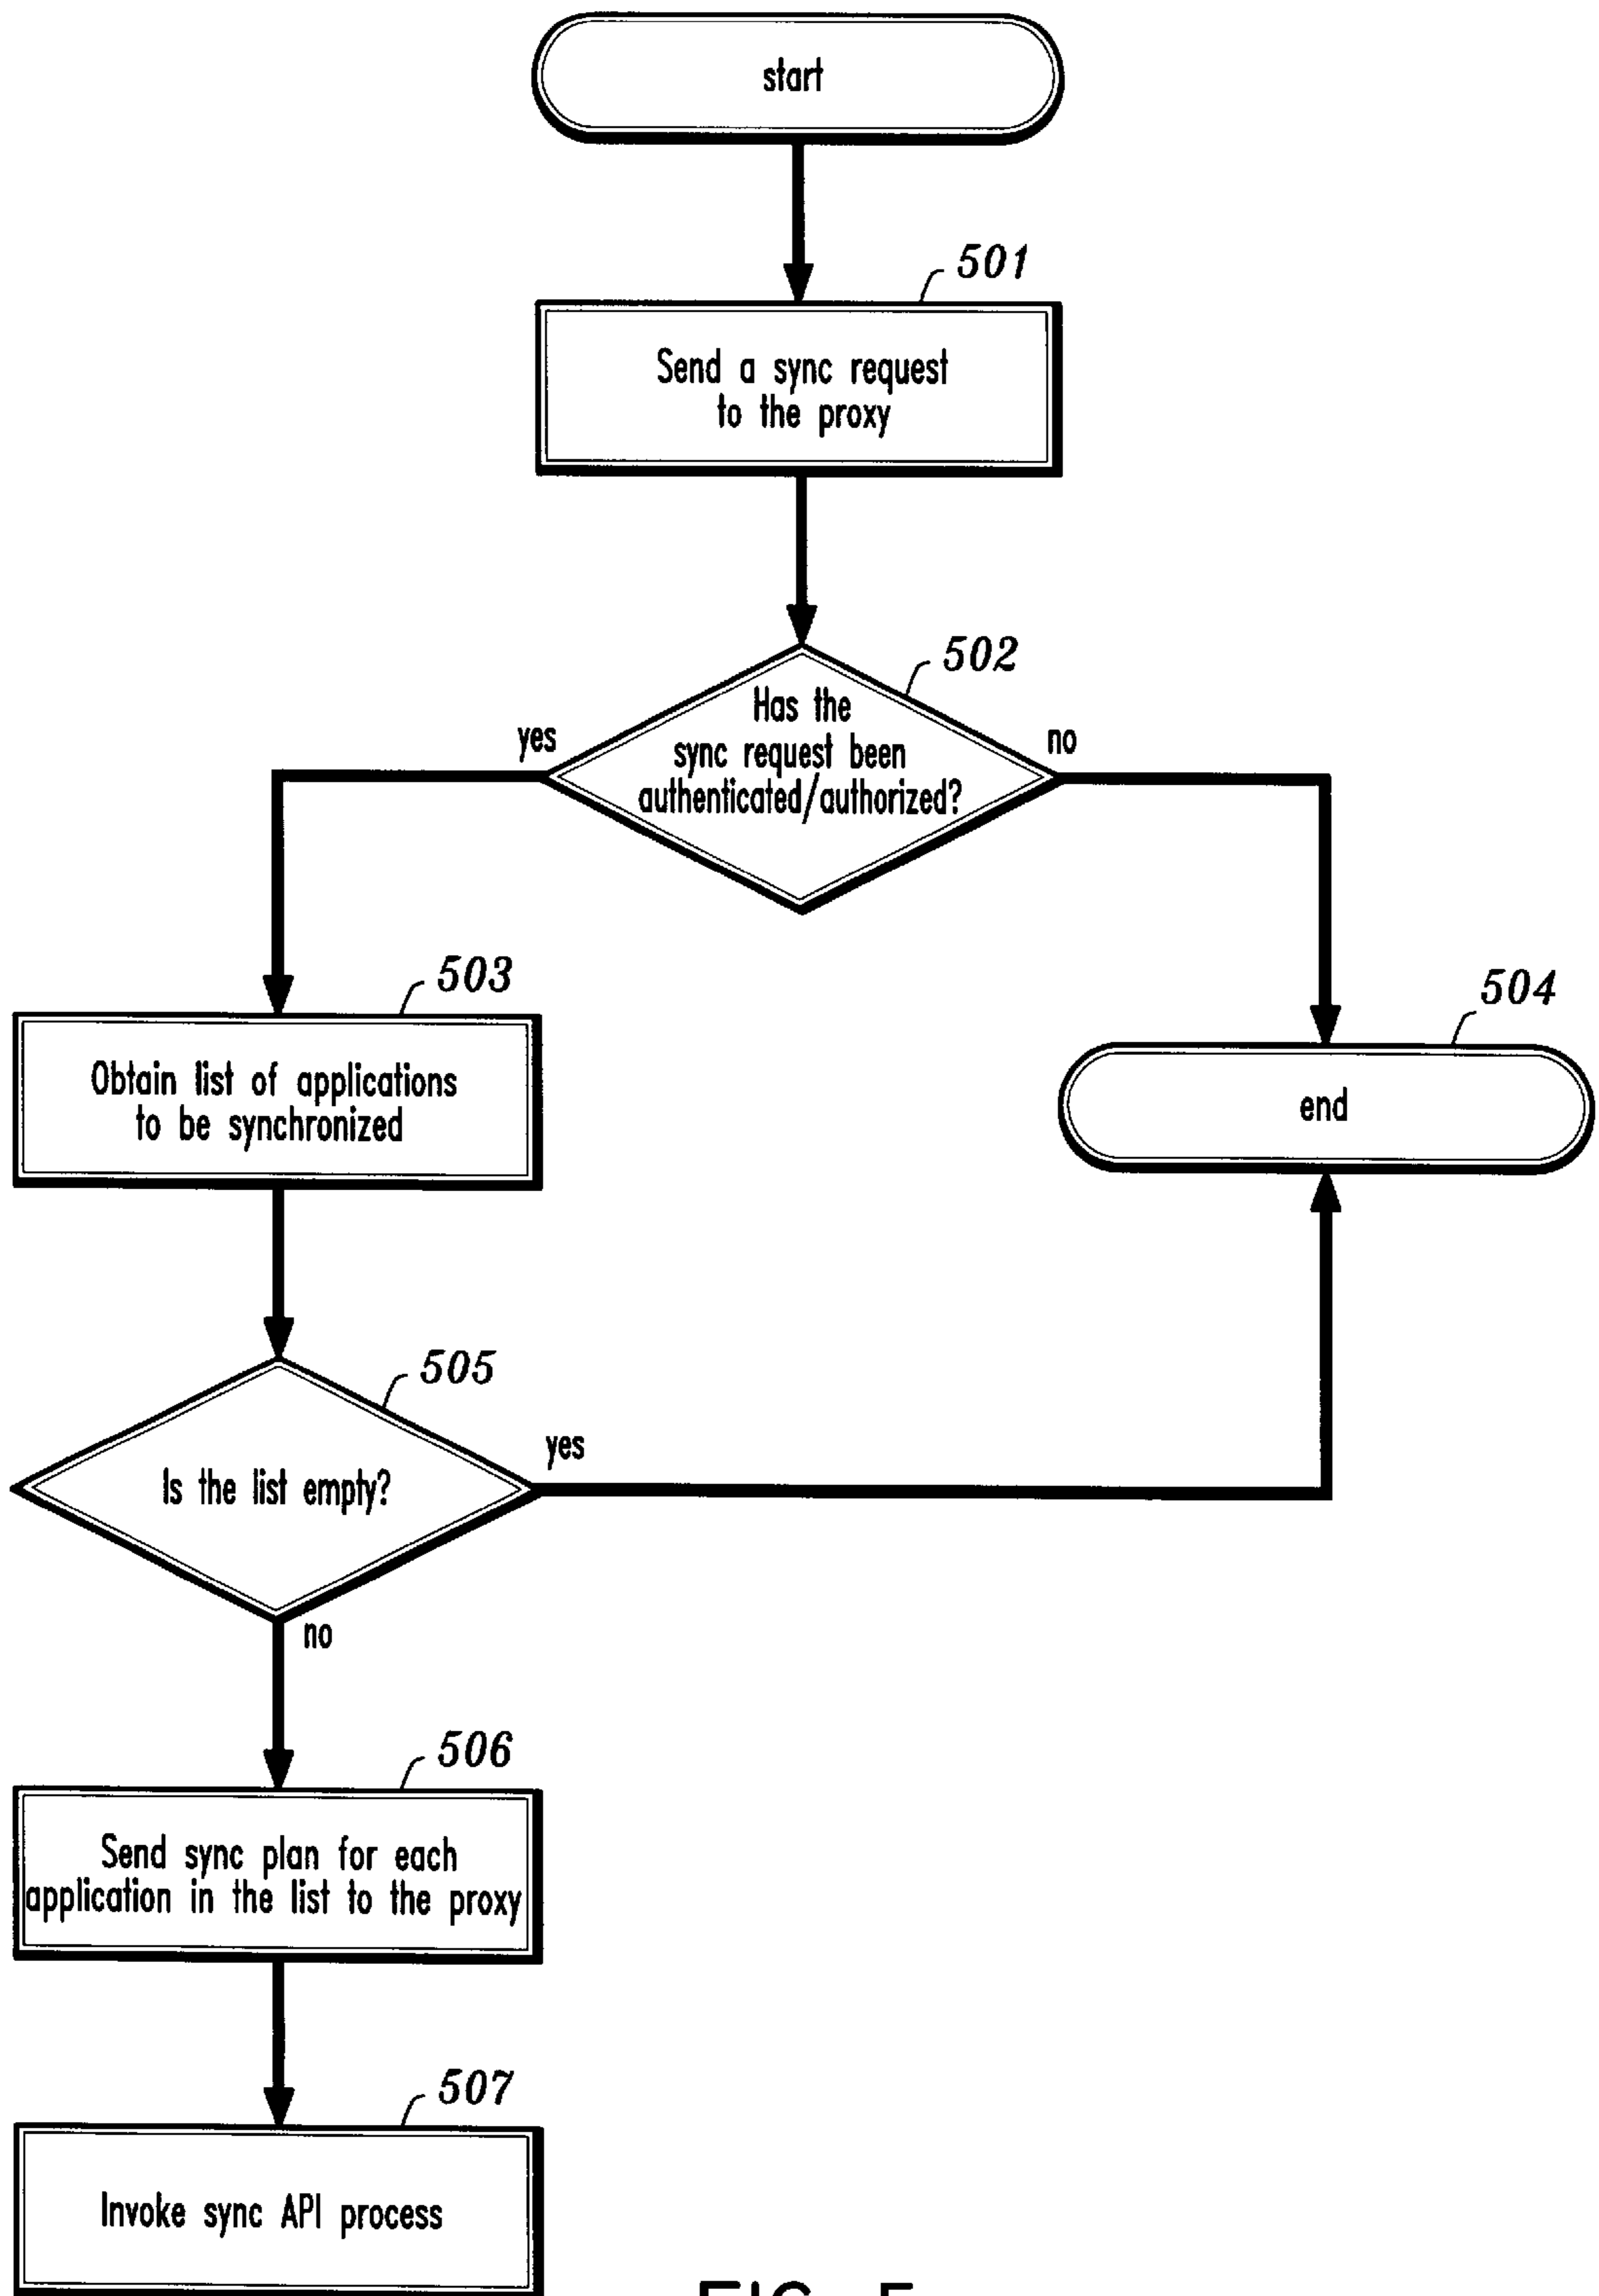 start
501
Send a sync request
to the proxy
502
Has the
sync request been
authenticated/authorized?
yes
no
503
Obtain list of applications
to be synchronized
504
end
505
Is the list empty?
yes
no
506
Send sync plan for each
application in the list to the proxy
507
Invoke sync API process
FIG. 5